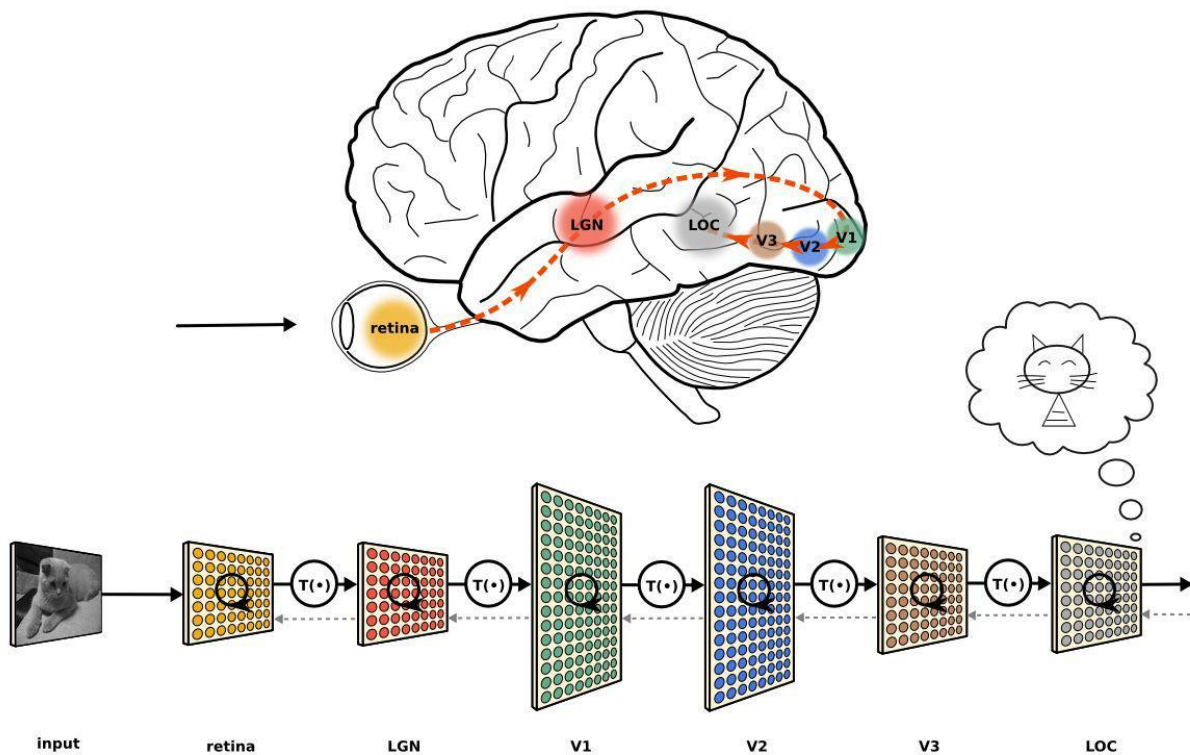 LGN
LOC
V3
V2
V1
retina
T(•)
T(•)
T(•)
T(•)
T(•)
input
retina
LGN
V1
V2
V3
LOC